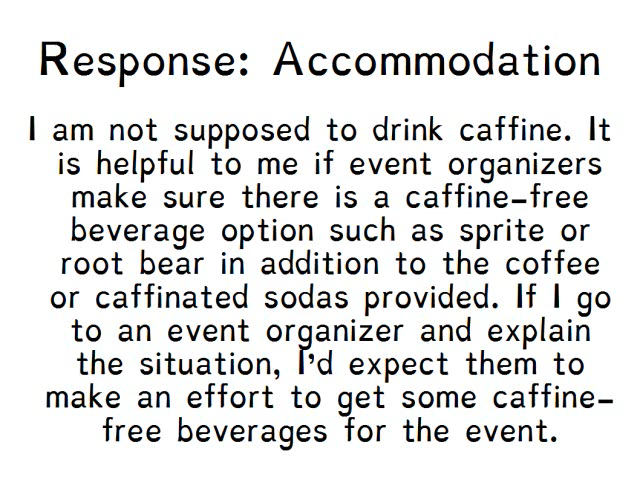 Response: Accommodation
I am not supposed to drink caffine. It
is helpful to me if event organizers
make sure there is a caffine-free
beverage option such as sprite or
root bear in addition to the coffee
or caffinated sodas provided. If I go
to an event organizer and explain
the situation, I'd expect them to
make an effort to get some caffine-
free beverages for the event.